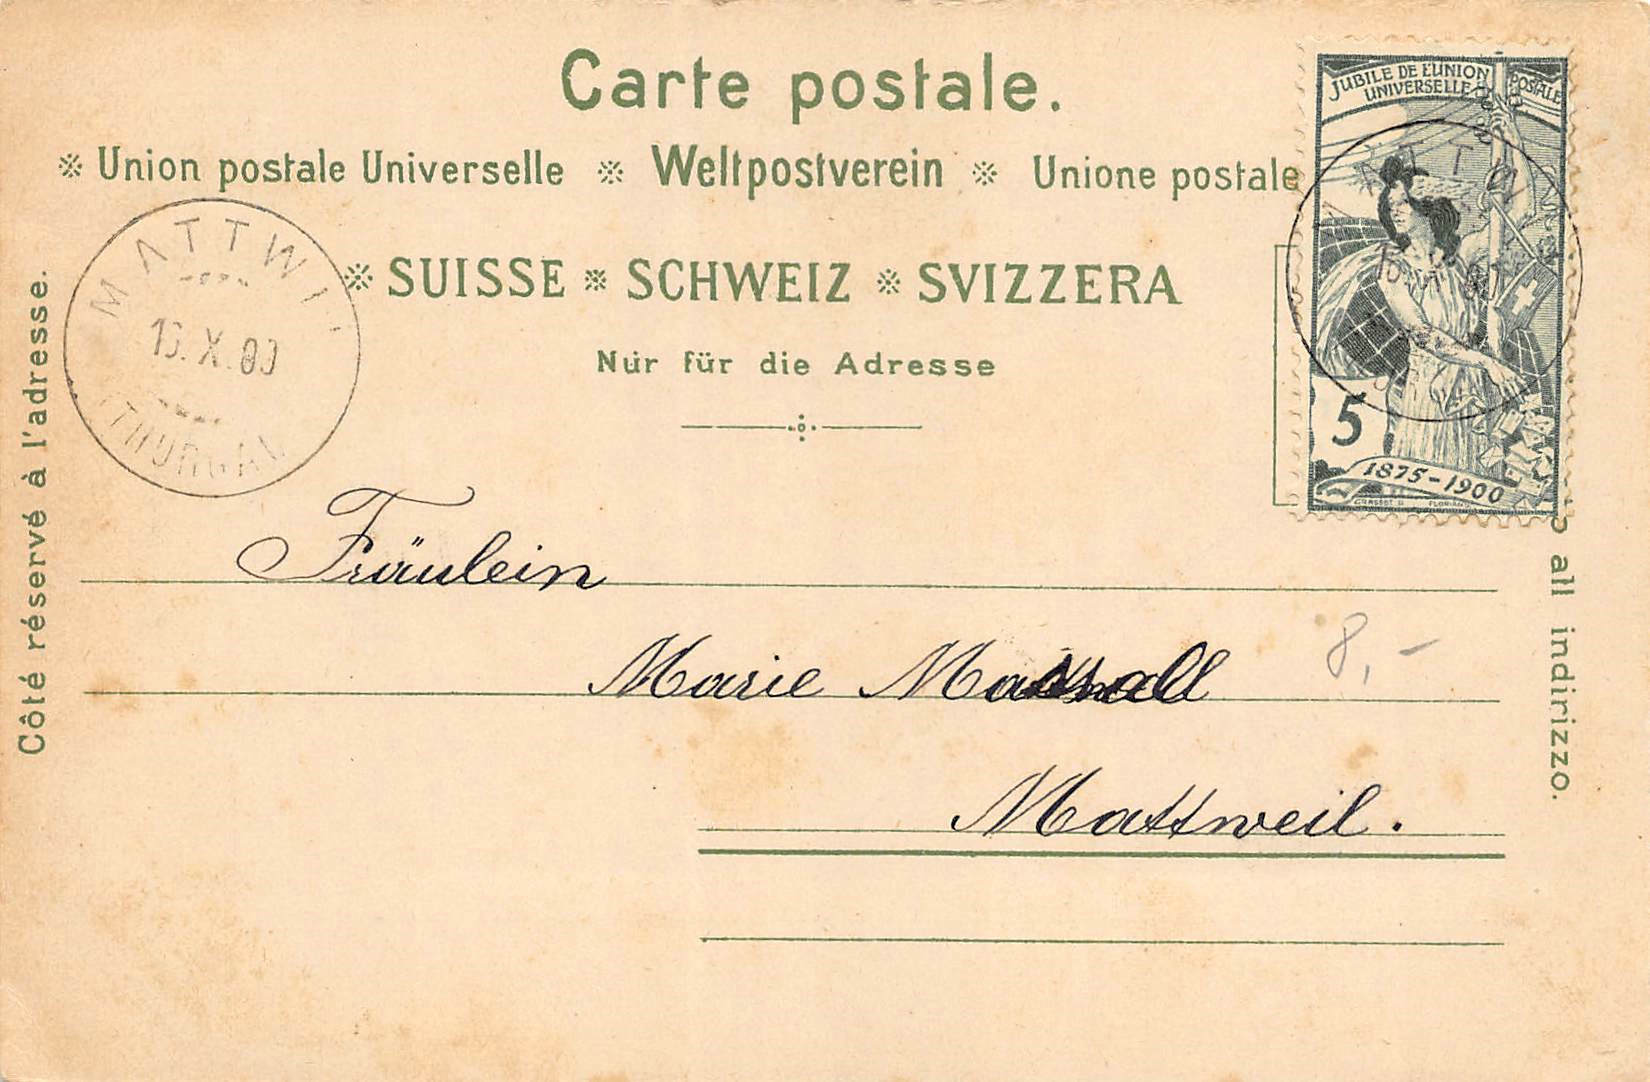 Carte postale.
※ Union postale Universelle ※ Weltpostverein ※ Unione postale
※ SUISSE ※ SCHWEIZ ※ SVIZZERA
Nur für die Adresse
Côté réservé à l'adresse.
all indirizzo.
JUBILE DE L'UNION POSTALE
UNIVERSELLE
5
1875-1900
GRASSET
MATTWIL
(THURGAU
X.00
Fräulein
Marie
Mattweil.
8,-